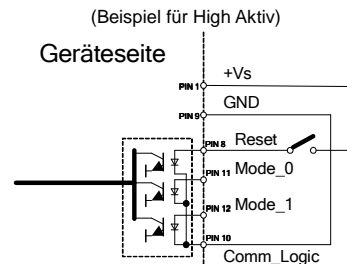 (Beispiel für High Aktiv)
Geräteseite
PIN 1 +Vs
PIN 9 GND
PIN 8 Reset
PIN 11 Mode_0
PIN 12 Mode_1
PIN 10 Comm_Logic